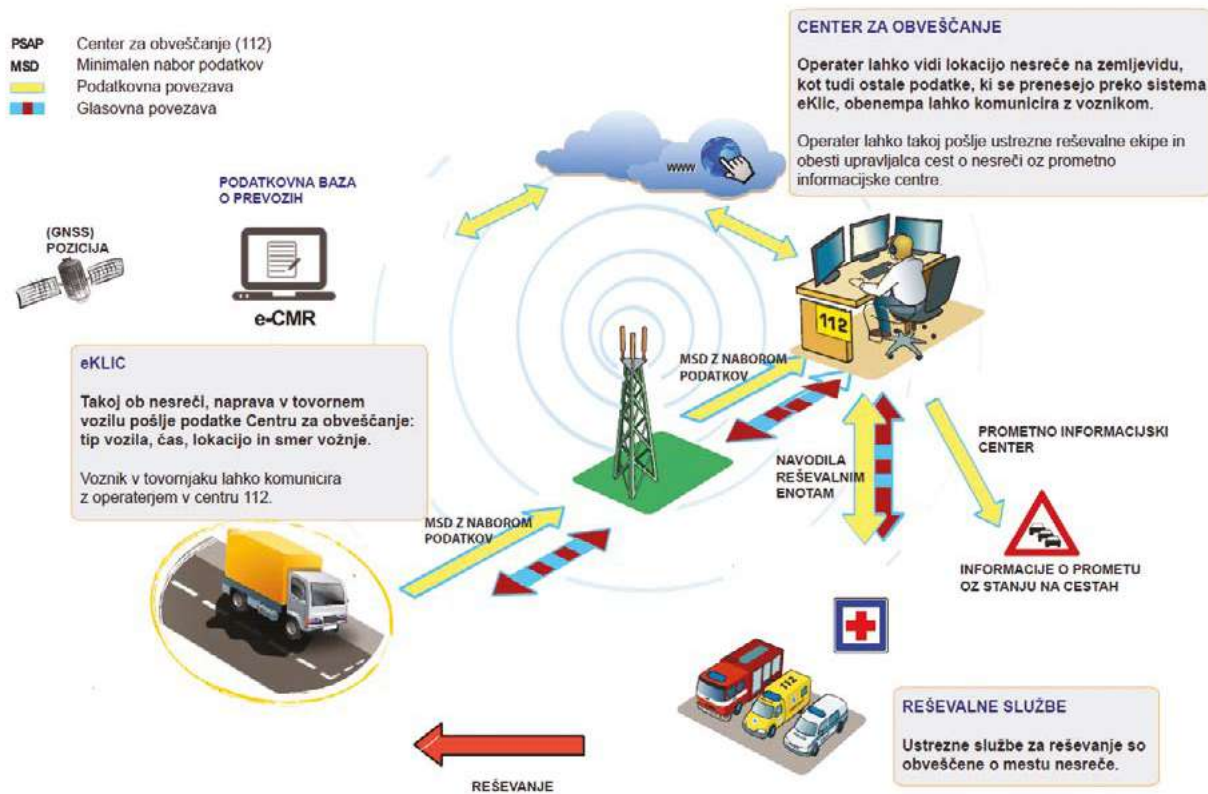 PSAP Center za obveščanje (112)
MSD Minimalen nabor podatkov
Podatkovna povezava
Glasovna povezava
CENTER ZA OBVEŠČANJE
Operater lahko vidi lokacijo nesreče na zemljevidu,
kot tudi ostale podatke, ki se prenesejo preko sistema
eKlic, obenempa lahko komunicira z voznikom.
Operater lahko takoj pošlje ustrezne reševalne ekipe in
obesti upravljalca cest o nesreči oz prometno
informacijske centre.
www
PODATKOVNA BAZA
O PREVOZIH
(GNSS)
POZICIJA
e-CMR
112
eKLIC
Takoj ob nesreči, naprava v tovornem
vozilu pošlje podatke Centru za obveščanje:
tip vozila, čas, lokacijo in smer vožnje.
Voznik v tovornjaku lahko komunicira
z operaterjem v centru 112.
MSD Z NABOROM
PODATKOV
MSD Z NABOROM
PODATKOV
NAVODILA
REŠEVALNIM
ENOTAM
PROMETNO INFORMACIJSKI
CENTER
INFORMACIJE O PROMETU
OZ STANJU NA CESTAH
112
REŠEVALNE SLUŽBE
Ustrezne službe za reševanje so
obveščene o mestu nesreče.
REŠEVANJE